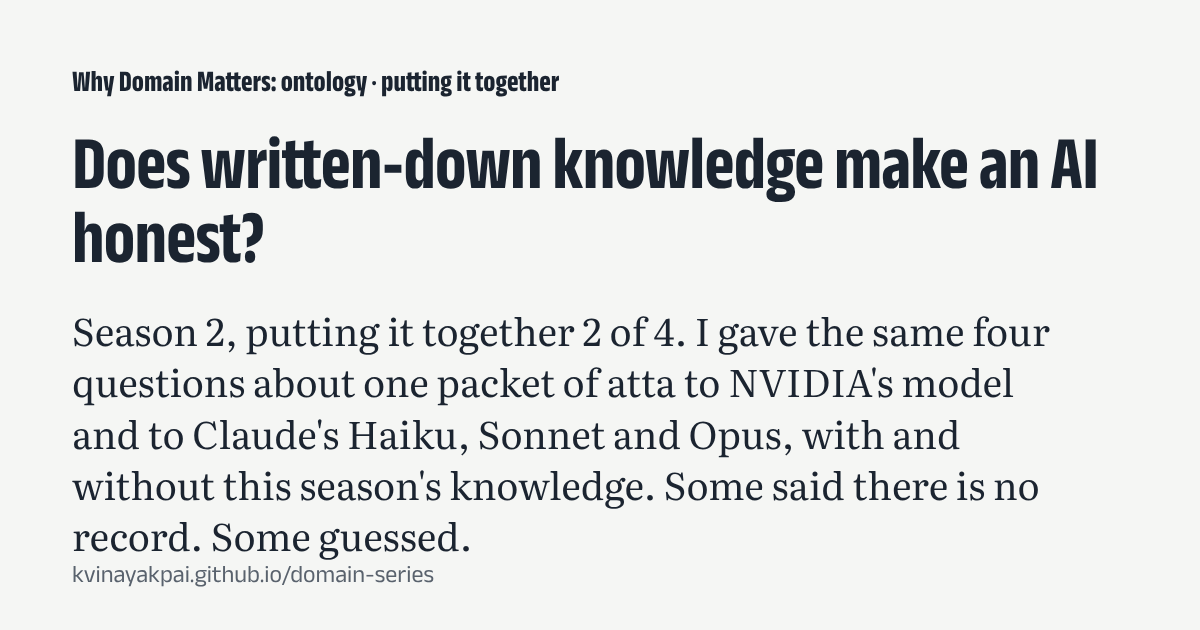 Why Domain Matters: ontology · putting it together
Does written-down knowledge make an AI
honest?
Season 2, putting it together 2 of 4. I gave the same four
questions about one packet of atta to NVIDIA's model
and to Claude's Haiku, Sonnet and Opus, with and
without this season's knowledge. Some said there is no
record. Some guessed.
kvinayakpai.github.io/domain-series